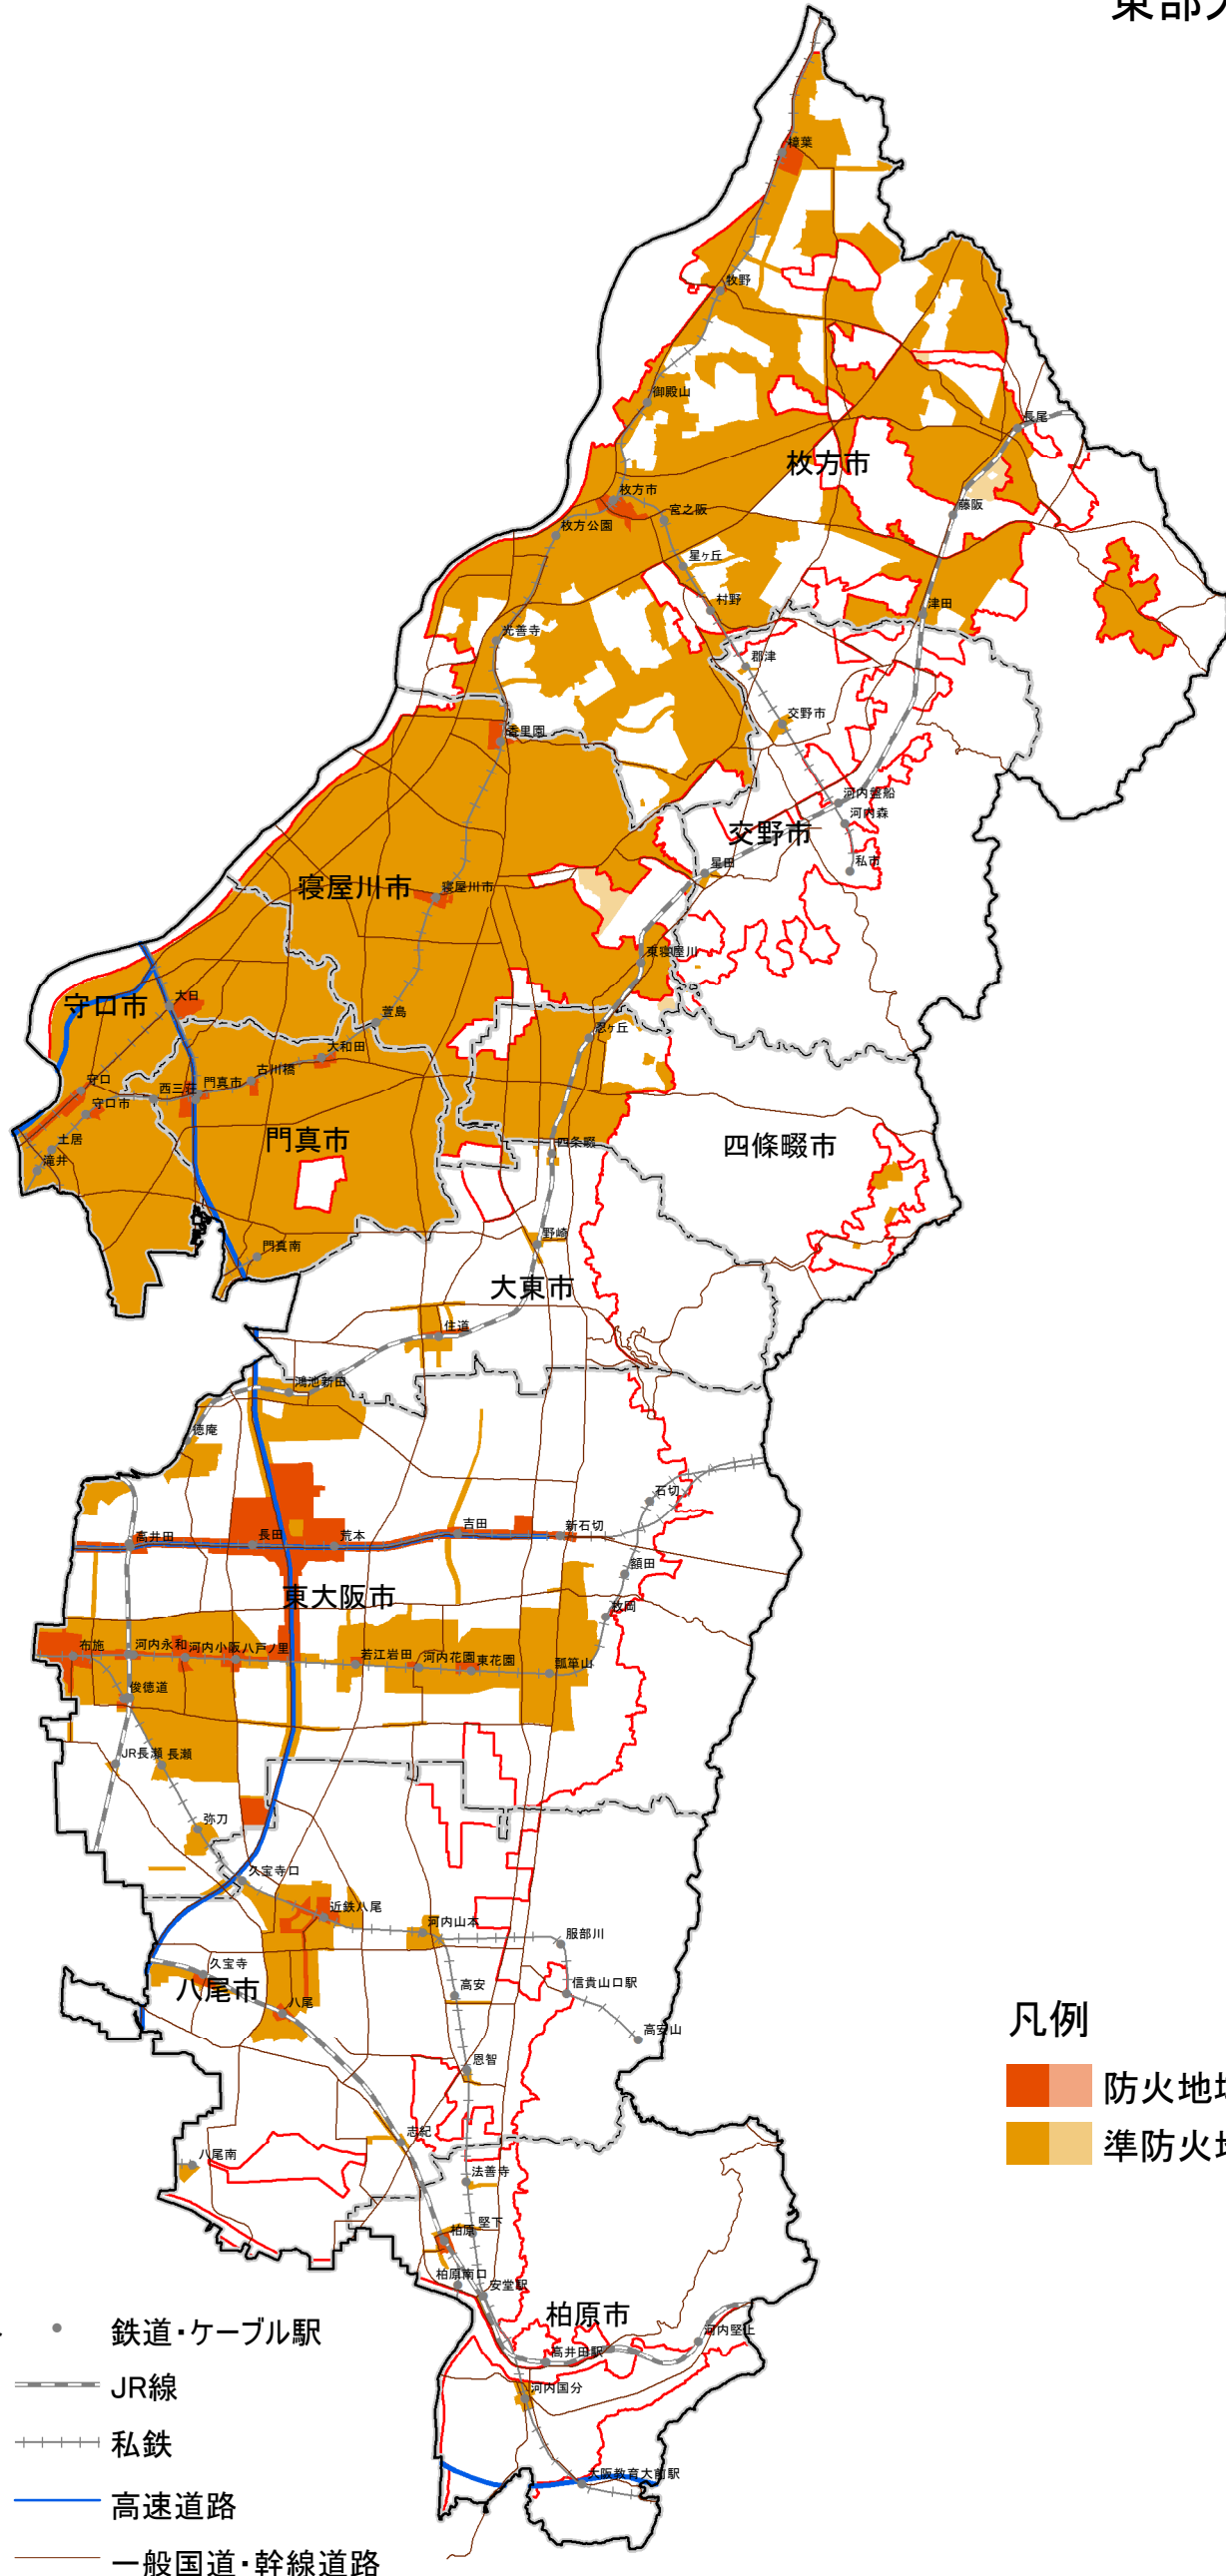 東部大
樟葉
牧野
御殿山
長尾
枚方市
枚方市
藤阪
宮之阪
枚方公園
星ヶ丘
村野
津田
光善寺
郡津
交野市
香里園
河内磐船
河内森
交野市
星田
私市
寝屋川市
寝屋川市
東寝屋川
守口市
大日
萱島
忍ヶ丘
大和田
古川橋
門真市
西三荘
守口
守口市
土居
滝井
門真市
四条畷
四條畷市
門真南
野崎
大東市
住道
鴻池新田
徳庵
石切
高井田
長田
荒本
吉田
新石切
額田
東大阪市
枚岡
布施
河内永和
河内小阪
八戸ノ里
若江岩田
河内花園
東花園
瓢箪山
俊徳道
JR長瀬
長瀬
弥刀
久宝寺口
近鉄八尾
河内山本
服部川
久宝寺
八尾市
八尾
高安
信貴山口駅
高安山
恩智
志紀
八尾南
法善寺
柏原
堅下
柏原南口
安堂駅
柏原市
高井田駅
河内堅上
河内国分
大阪教育大前駅
凡例
防火地
準防火
鉄道・ケーブル駅
JR線
私鉄
高速道路
一般国道・幹線道路